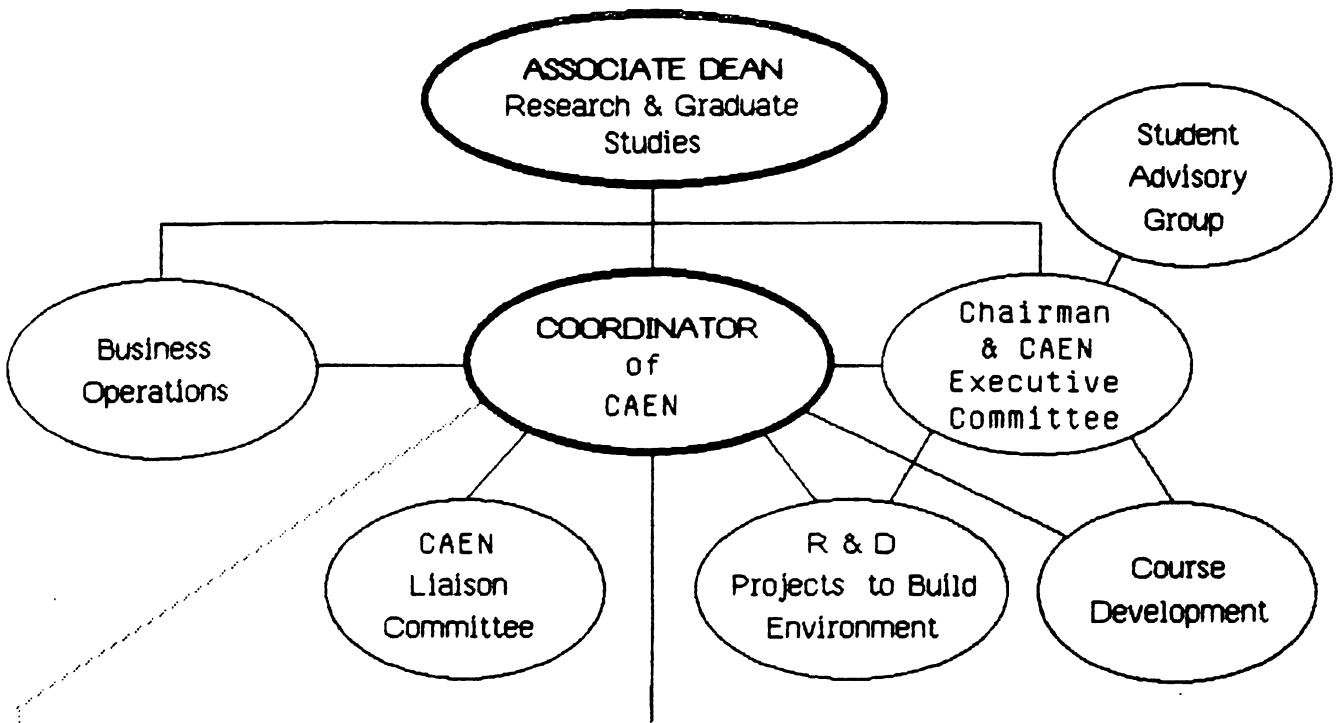 ASSOCIATE DEAN
Research & Graduate
Studies
Student
Advisory
Group
Business
Operations
COORDINATOR
of
CAEN
Chairman
& CAEN
Executive
Committee
CAEN
Liaison
Committee
R & D
Projects to Build
Environment
Course
Development